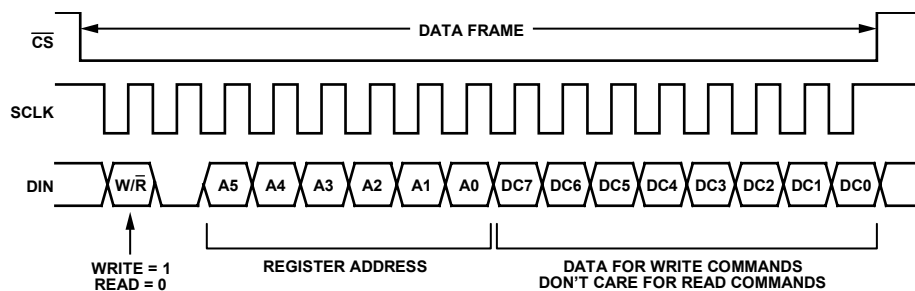 DATA FRAME
C̅S̅
SCLK
DIN W/R̅ A5 A4 A3 A2 A1 A0 DC7 DC6 DC5 DC4 DC3 DC2 DC1 DC0
WRITE = 1
READ = 0
REGISTER ADDRESS
DATA FOR WRITE COMMANDS
DON'T CARE FOR READ COMMANDS